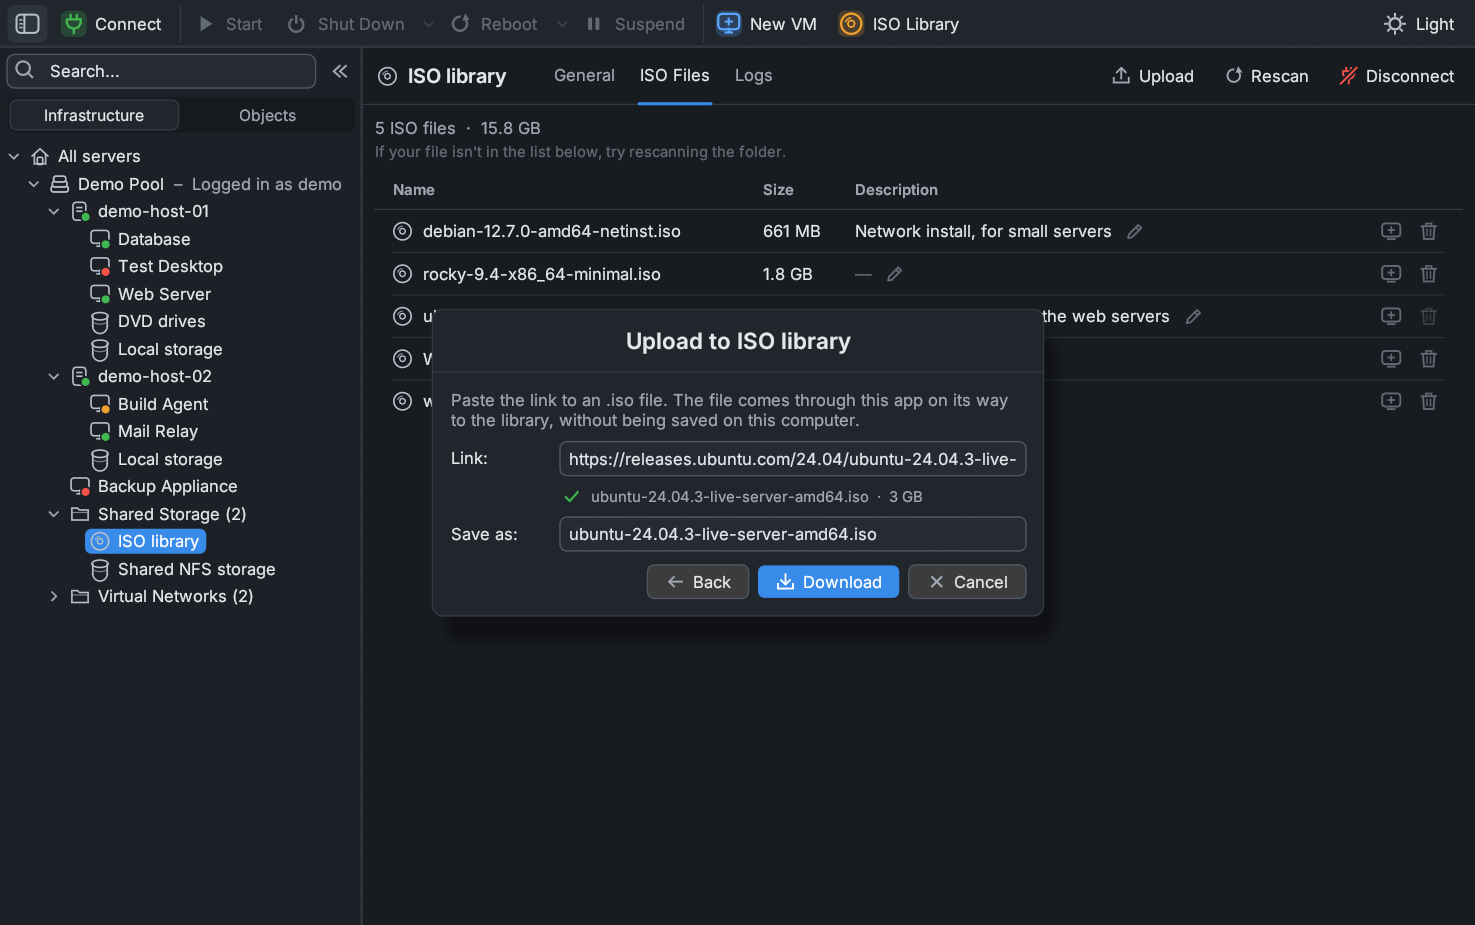 Connect Start Shut Down Reboot Suspend New VM ISO Library Light
Search...
Infrastructure Objects
All servers
Demo Pool – Logged in as demo
demo-host-01
Database
Test Desktop
Web Server
DVD drives
Local storage
demo-host-02
Build Agent
Mail Relay
Local storage
Backup Appliance
Shared Storage (2)
ISO library
Shared NFS storage
Virtual Networks (2)
ISO library General ISO Files Logs Upload Rescan Disconnect
5 ISO files · 15.8 GB
If your file isn't in the list below, try rescanning the folder.
Name Size Description
debian-12.7.0-amd64-netinst.iso 661 MB Network install, for small servers
rocky-9.4-x86_64-minimal.iso 1.8 GB —
the web servers
Upload to ISO library
Paste the link to an .iso file. The file comes through this app on its way
to the library, without being saved on this computer.
Link: https://releases.ubuntu.com/24.04/ubuntu-24.04.3-live-
ubuntu-24.04.3-live-server-amd64.iso · 3 GB
Save as: ubuntu-24.04.3-live-server-amd64.iso
Back Download Cancel